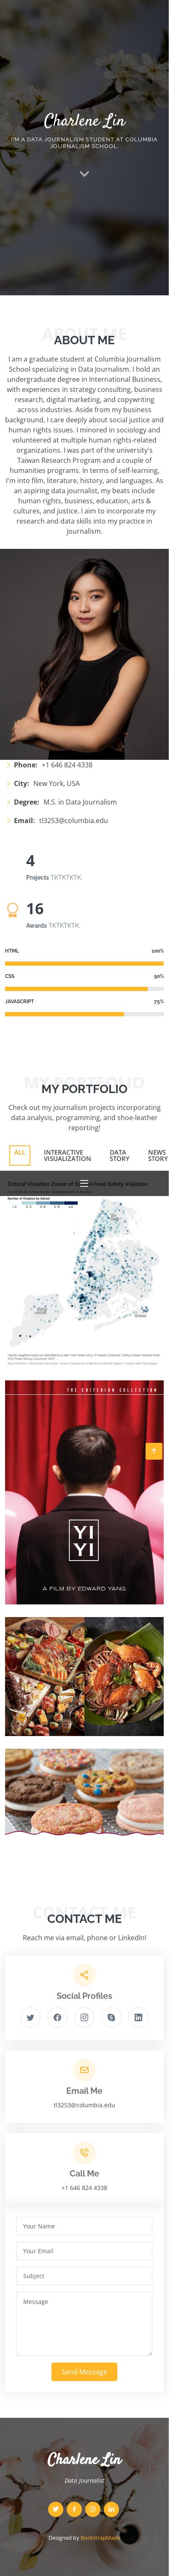 Charlene Lin
I'M A DATA JOURNALISM STUDENT AT COLUMBIA
JOURNALISM SCHOOL.
ABOUT ME
ABOUT ME
I am a graduate student at Columbia Journalism
School specializing in Data Journalism. I hold an
undergraduate degree in International Business,
with experiences in strategy consulting, business
research, digital marketing, and copywriting
across industries. Aside from my business
background, I care deeply about social justice and
human rights issues. I minored in sociology and
volunteered at multiple human rights-related
organizations. I was part of the university's
Taiwan Research Program and a couple of
humanities programs. In terms of self-learning,
I'm into film, literature, history, and languages. As
an aspiring data journalist, my beats include
human rights, business, education, arts &
cultures, and justice. I aim to incorporate my
research and data skills into my practice in
journalism.
Phone: +1 646 824 4338
City: New York, USA
Degree: M.S. in Data Journalism
Email: tl3253@columbia.edu
4
Projects TKTKTKTK.
16
Awards TKTKTKTK.
HTML 100%
CSS 90%
JAVASCRIPT 75%
MY PORTFOLIO
MY PORTFOLIO
Check out my journalism projects incorporating
data analysis, programming, and shoe-leather
reporting!
ALL
INTERACTIVE
VISUALIZATION
DATA
STORY
NEWS
STORY
Number of Violation by School
THE CRITERION COLLECTION
YI
YI
A FILM BY EDWARD YANG
CONTACT ME
CONTACT ME
Reach me via email, phone or LinkedIn!
Social Profiles
Email Me
tl3253@columbia.edu
Call Me
+1 646 824 4338
Your Name
Your Email
Subject
Message
Send Message
Charlene Lin
Data Journalist
Designed by BootstrapMade